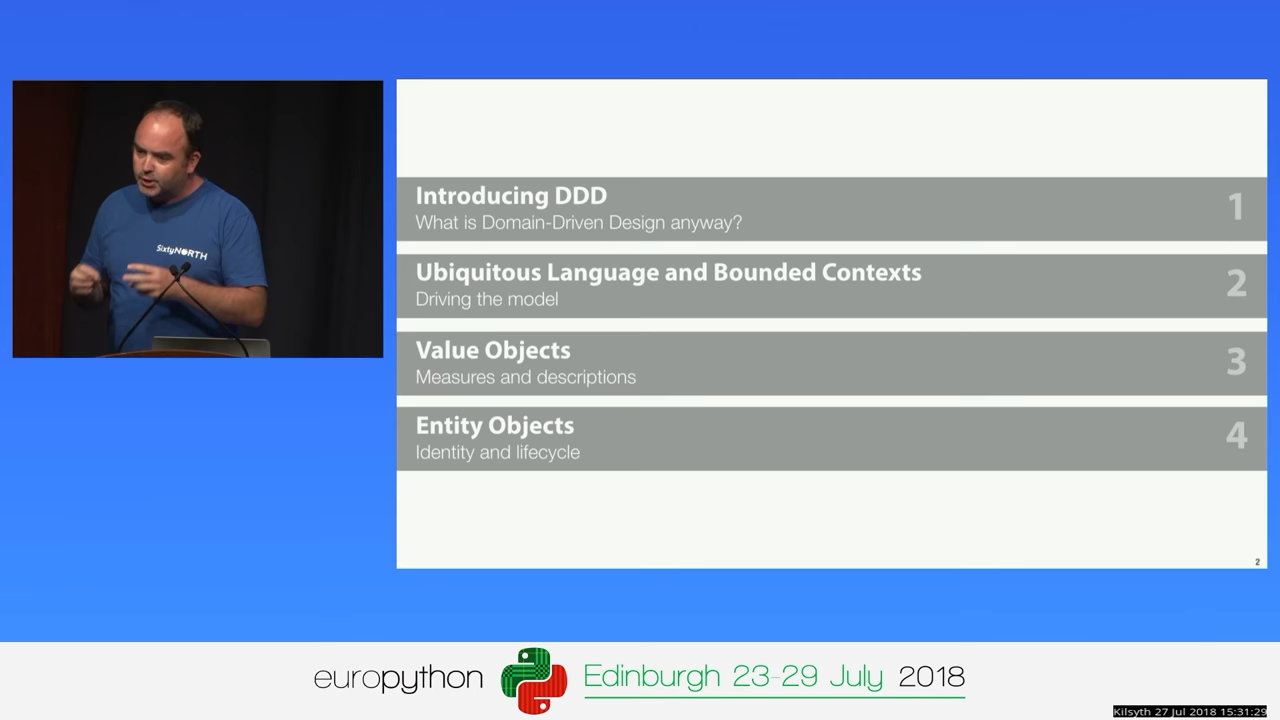 SixtyNORTH
Introducing DDD
What is Domain-Driven Design anyway?
1
Ubiquitous Language and Bounded Contexts
Driving the model
2
Value Objects
Measures and descriptions
3
Entity Objects
Identity and lifecycle
4
2
europython Edinburgh 23-29 July 2018
Kilsyth 27 Jul 2018 15:31:29